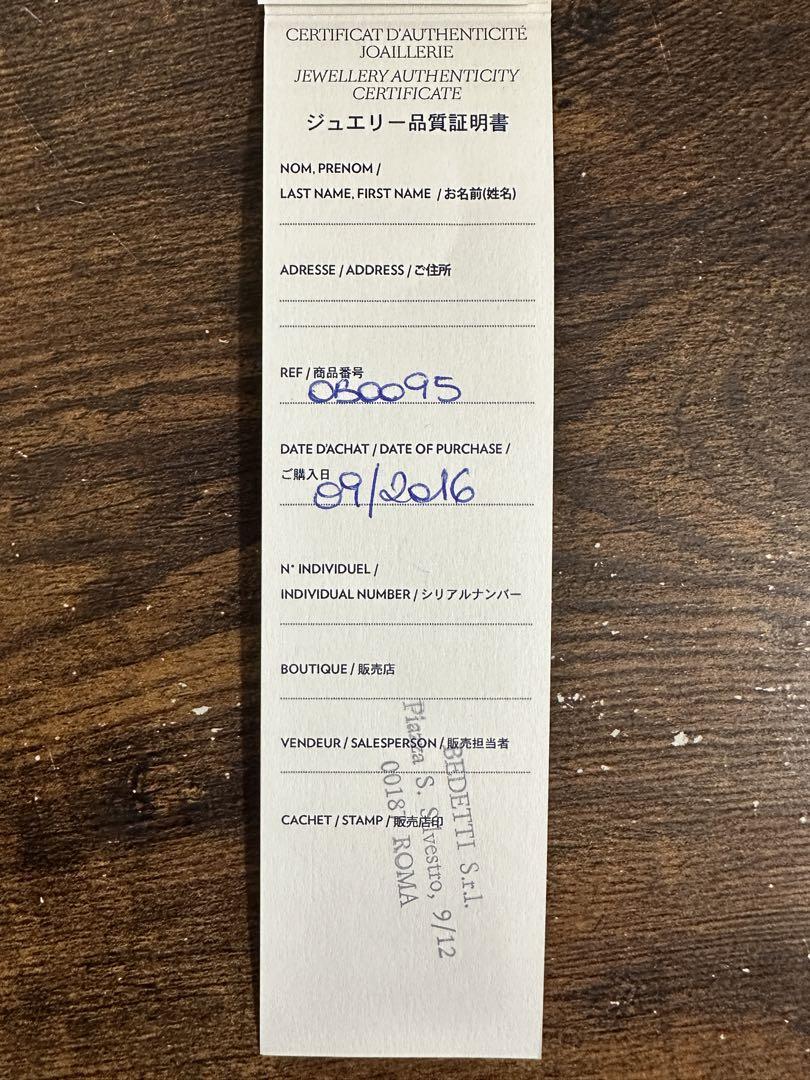 CERTIFICAT D'AUTHENTICITÉ
JOAILLERIE
JEWELLERY AUTHENTICITY
CERTIFICATE
ジュエリー品質証明書
NOM, PRENOM /
LAST NAME, FIRST NAME / お名前(姓名)
ADRESSE / ADDRESS / ご住所
REF / 商品番号
OB0095
DATE D'ACHAT / DATE OF PURCHASE /
ご購入日
09/2016
N° INDIVIDUEL /
INDIVIDUAL NUMBER / シリアルナンバー
BOUTIQUE / 販売店
VENDEUR / SALESPERSON / 販売担当者
CACHET / STAMP / 販売店印
BEDETTI S.r.l.
Piazza S. Silvestro, 9/12
00187 ROMA